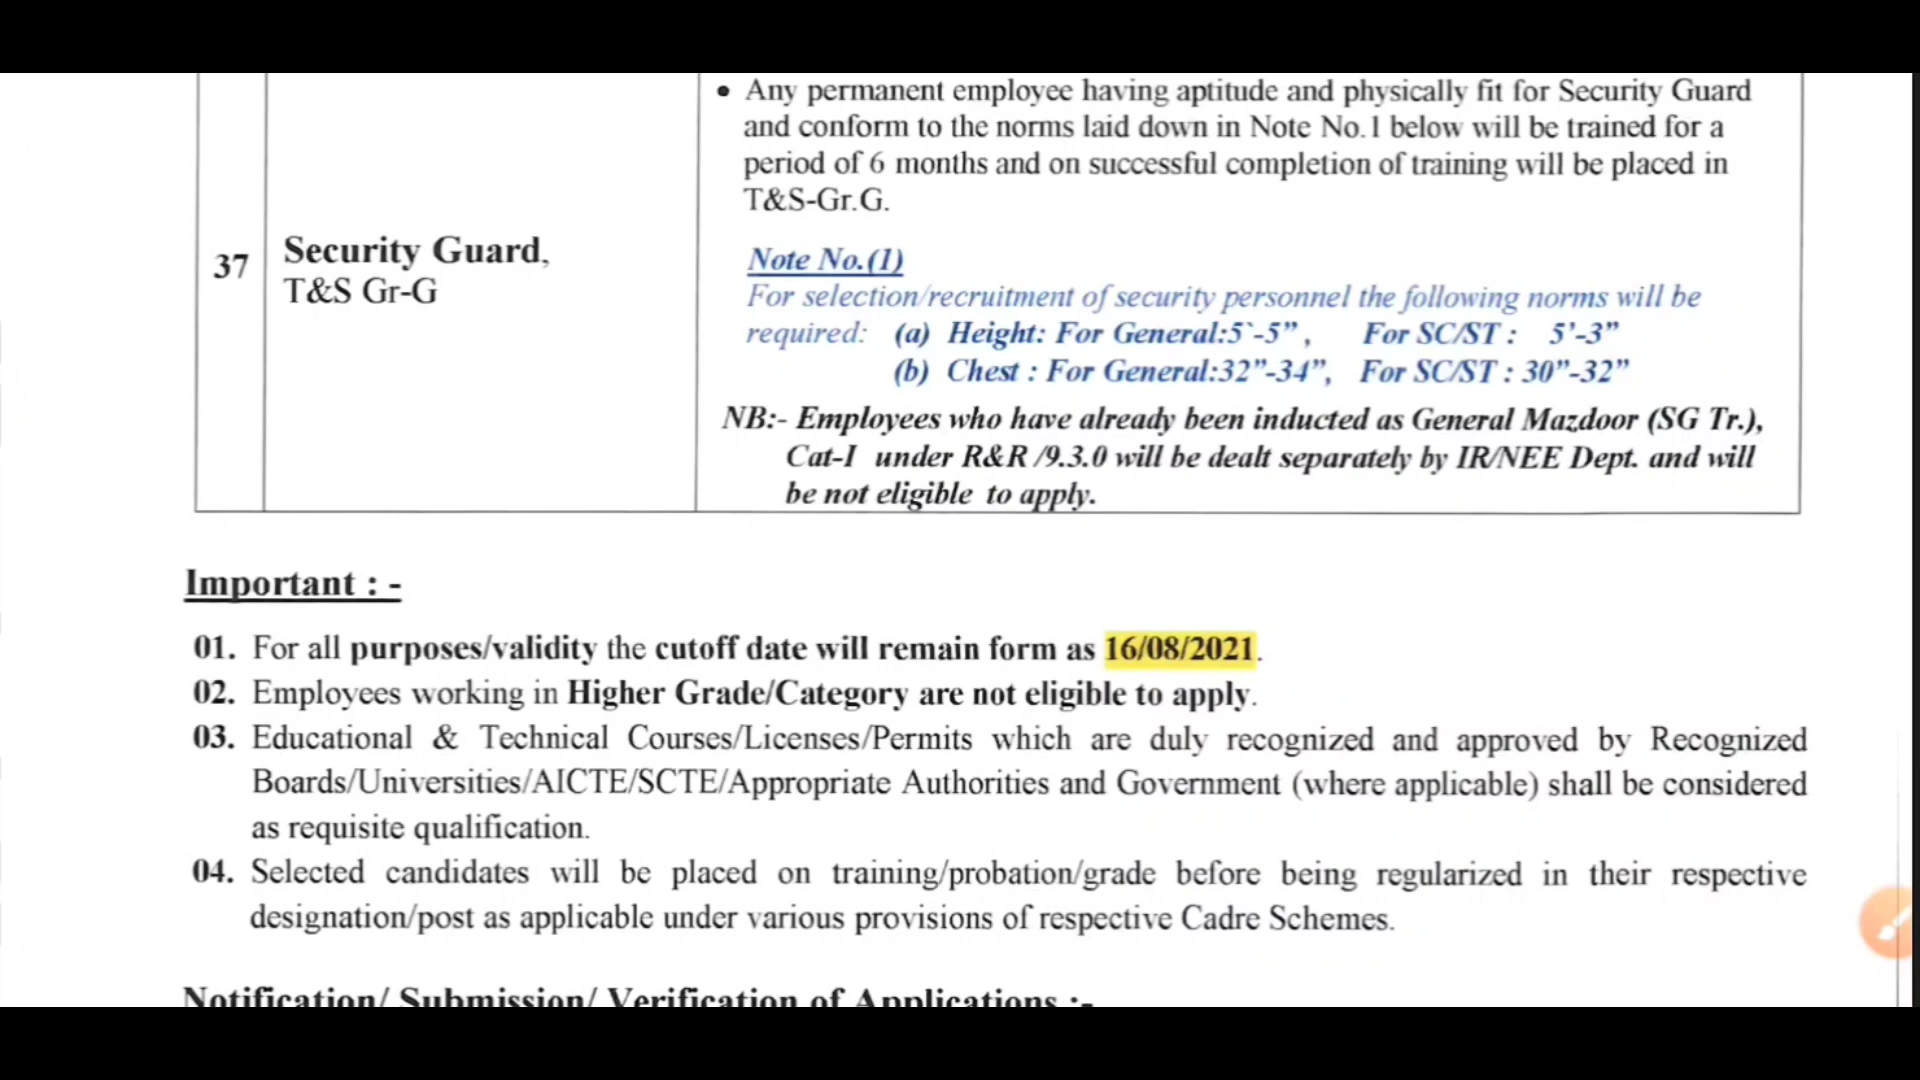 • Any permanent employee having aptitude and physically fit for Security Guard
and conform to the norms laid down in Note No.1 below will be trained for a
period of 6 months and on successful completion of training will be placed in
T&S-Gr.G.
37
Security Guard,
T&S Gr-G
Note No.(1)
For selection/recruitment of security personnel the following norms will be
required: (a) Height: For General:5`-5”, For SC/ST : 5’-3”
(b) Chest : For General:32”-34”, For SC/ST : 30”-32”
NB:- Employees who have already been inducted as General Mazdoor (SG Tr.),
Cat-I under R&R /9.3.0 will be dealt separately by IR/NEE Dept. and will
be not eligible to apply.
Important : -
01. For all purposes/validity the cutoff date will remain form as 16/08/2021.
02. Employees working in Higher Grade/Category are not eligible to apply.
03. Educational & Technical Courses/Licenses/Permits which are duly recognized and approved by Recognized
Boards/Universities/AICTE/SCTE/Appropriate Authorities and Government (where applicable) shall be considered
as requisite qualification.
04. Selected candidates will be placed on training/probation/grade before being regularized in their respective
designation/post as applicable under various provisions of respective Cadre Schemes.
Notification/ Submission/ Verification of Applications :-